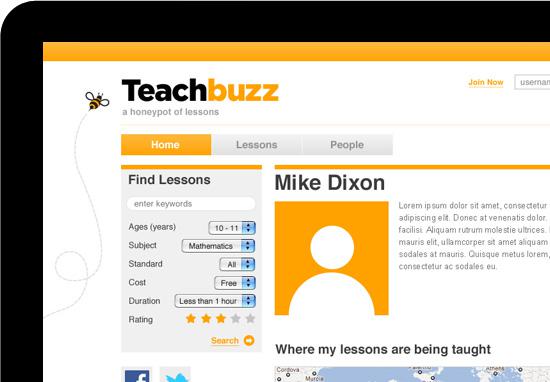 Teachbuzz
a honeypot of lessons
Join Now
Home
Lessons
People
Find Lessons
enter keywords
Ages (years) 10 - 11
Subject Mathematics
Standard All
Cost Free
Duration Less than 1 hour
Rating
Search
Mike Dixon
Lorem ipsum dolor sit amet, consectetur
adipiscing elit. Donec at venenatis dolor.
facilisi. Aliquam rutrum molestie ultrices.
mauris elit, ullamcorper sit amet aliquam
sodales at mauris. Quisque metus lorem,
consectetur ac sodales eu.
Where my lessons are being taught
Cordova
Murcia
Athens